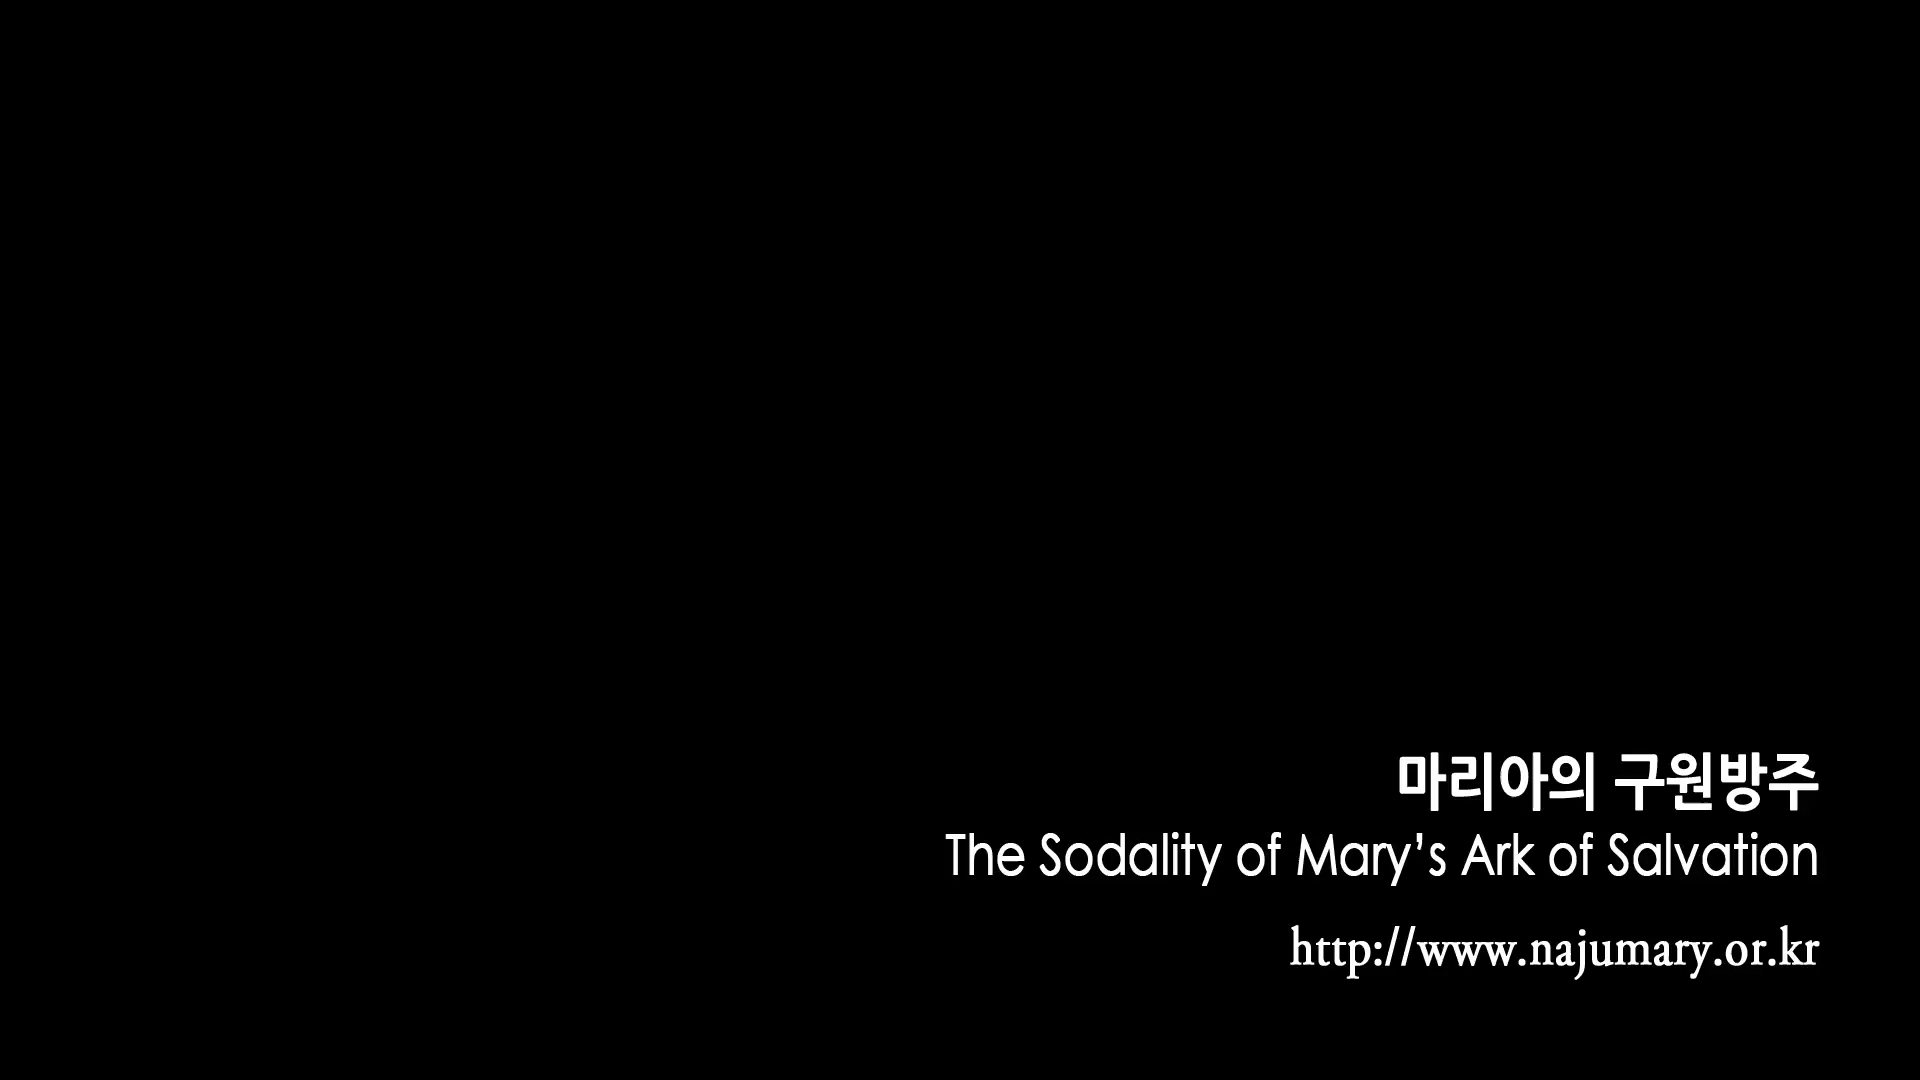 마리아의 구원방주
The Sodality of Mary’s Ark of Salvation
http://www.najumary.or.kr